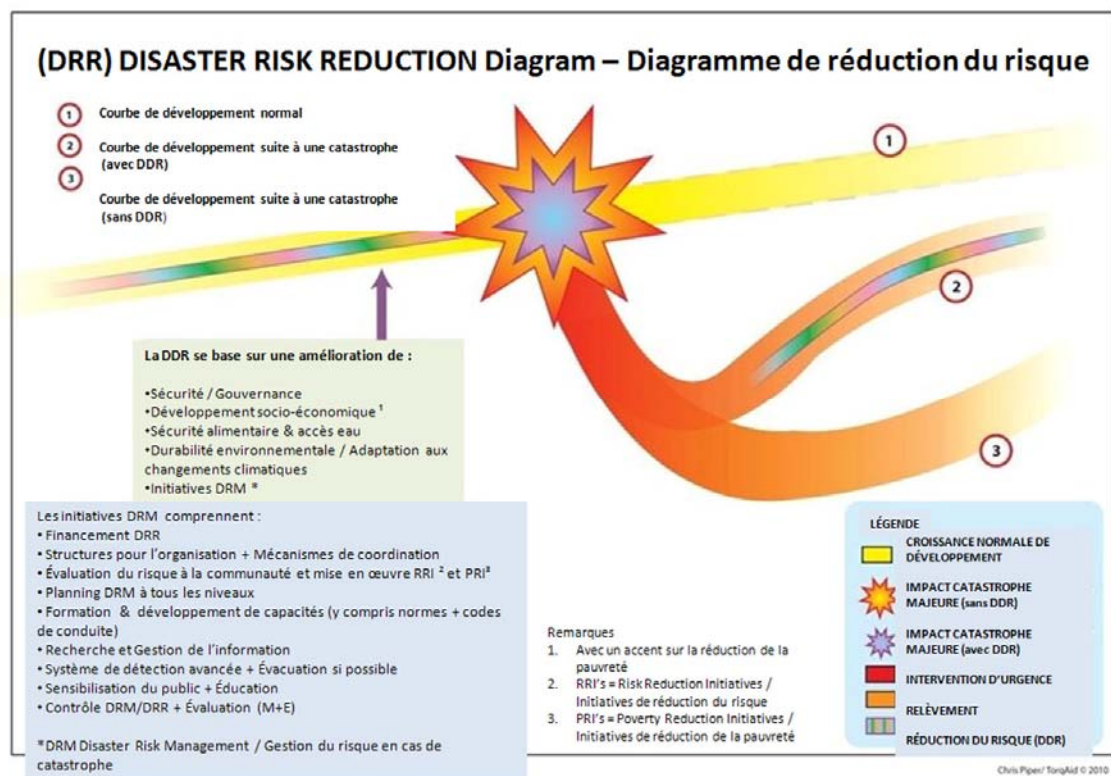 (DRR) DISASTER RISK REDUCTION Diagram – Diagramme de réduction du risque
1 Courbe de développement normal
2 Courbe de développement suite à une catastrophe
(avec DDR)
3
Courbe de développement suite à une catastrophe
(sans DDR)
1
2
3
La DDR se base sur une amélioration de :
•Sécurité / Gouvernance
•Développement socio-économique ¹
•Sécurité alimentaire & accès eau
•Durabilité environnementale / Adaptation aux
changements climatiques
•Initiatives DRM *
Les initiatives DRM comprennent :
• Financement DRR
• Structures pour l'organisation + Mécanismes de coordination
• Évaluation du risque à la communauté et mise en œuvre RRI ² et PRI³
• Planning DRM à tous les niveaux
• Formation & développement de capacités (y compris normes + codes
de conduite)
• Recherche et Gestion de l'information
• Système de détection avancée + Évacuation si possible
• Sensibilisation du public + Éducation
• Contrôle DRM/DRR + Évaluation (M+E)
*DRM Disaster Risk Management / Gestion du risque en cas de
catastrophe
Remarques
1. Avec un accent sur la réduction de la
pauvreté
2. RRI's = Risk Reduction Initiatives /
Initiatives de réduction du risque
3. PRI's = Poverty Reduction Initiatives /
Initiatives de réduction de la pauvreté
LÉGENDE
CROISSANCE NORMALE DE
DÉVELOPPEMENT
IMPACT CATASTROPHE
MAJEURE (sans DDR)
IMPACT CATASTROPHE
MAJEURE (avec DDR)
INTERVENTION D'URGENCE
RELÈVEMENT
RÉDUCTION DU RISQUE (DDR)
Chris Piper/ TorqAid © 2010